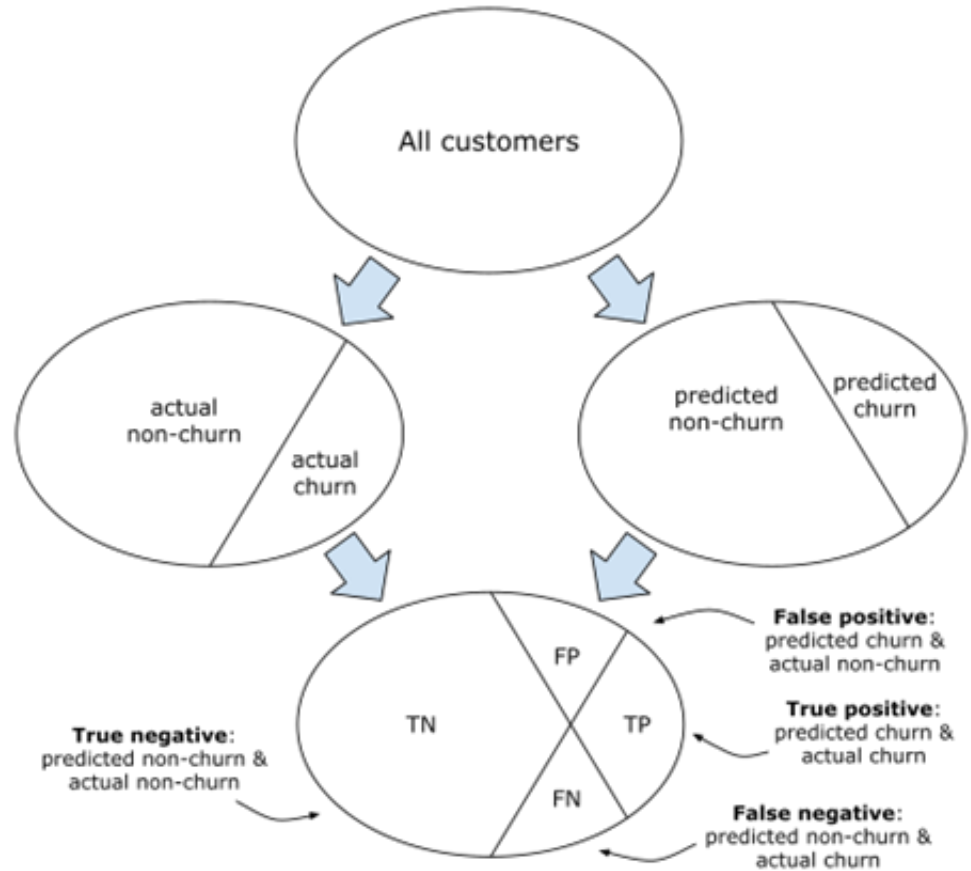 All customers
actual
non-churn
actual
churn
predicted
non-churn
predicted
churn
False positive:
predicted churn &
actual non-churn
FP
TN
TP
True positive:
predicted churn &
actual churn
True negative:
predicted non-churn &
actual non-churn
FN
False negative:
predicted non-churn &
actual churn